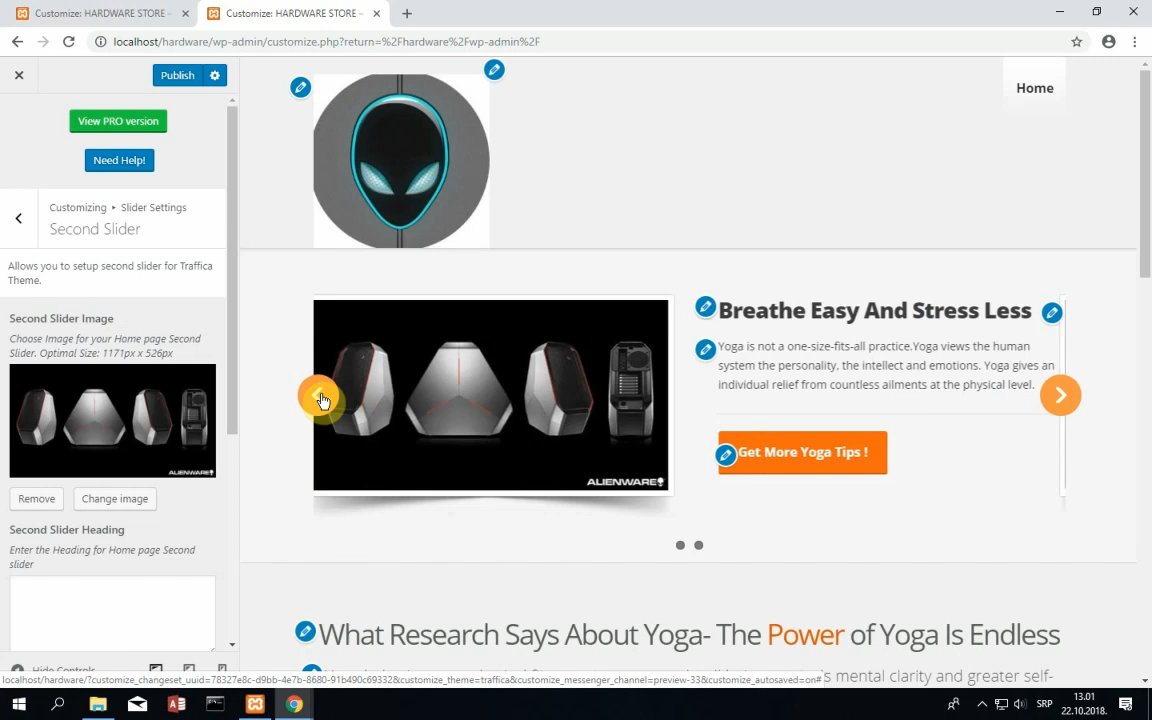 Customize: HARDWARE STORE –
Customize: HARDWARE STORE –
localhost/hardware/wp-admin/customize.php?return=%2Fhardware%2Fwp-admin%2F
Publish
View PRO version
Need Help!
Customizing ▸ Slider Settings
Second Slider
Allows you to setup second slider for Traffica
Theme.
Second Slider Image
Choose Image for your Home page Second
Slider. Optimal Size: 1171px x 526px
ALIENWARE
Remove
Change image
Second Slider Heading
Enter the Heading for Home page Second
slider
Hide Controls
Home
ALIENWARE
Breathe Easy And Stress Less
Yoga is not a one-size-fits-all practice.Yoga views the human
system the personality, the intellect and emotions. Yoga gives an
individual relief from countless ailments at the physical level.
Get More Yoga Tips !
What Research Says About Yoga- The Power of Yoga Is Endless
s mental clarity and greater self-
localhost/hardware/?customize_changeset_uuid=78327e8c-d9bb-4e7b-8680-91b490c69332&customize_theme=traffica&customize_messenger_channel=preview-33&customize_autosaved=on#
SRP
13.01
22.10.2018.